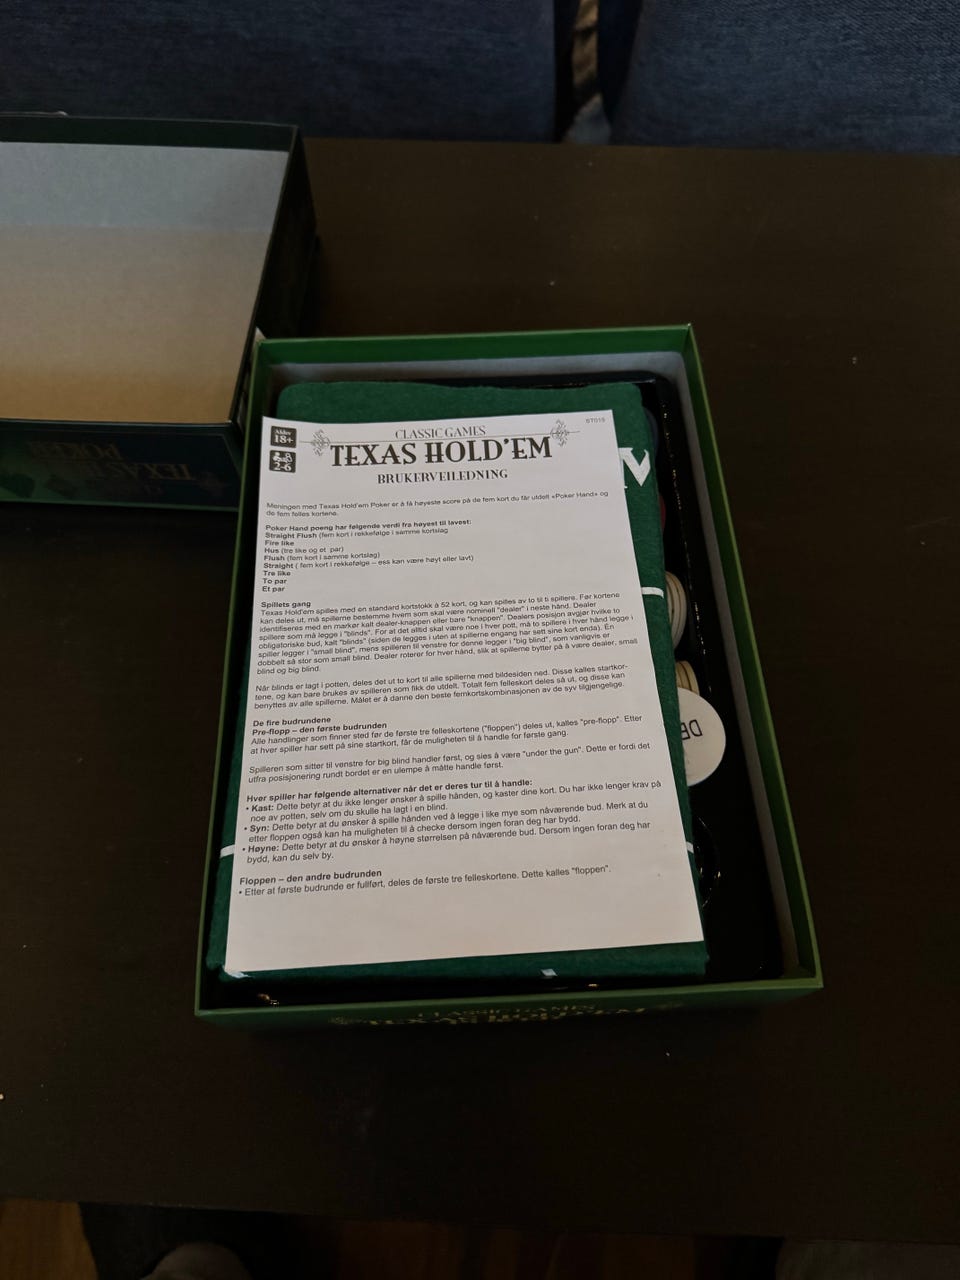 TEXAS
POKER
Alder
18+
2-6
CLASSIC GAMES
ST015
TEXAS HOLD'EM
BRUKERVEILEDNING
Meningen med Texas Hold'em Poker er å få høyeste score på de fem kort du får utdelt «Poker Hand» og
de fem felles kortene.
Poker Hand poeng har følgende verdi fra høyest til lavest:
Straight Flush (fem kort i rekkefølge i samme kortslag
Fire like
Hus (tre like og et par)
Flush (fem kort i samme kortslag)
Straight ( fem kort i rekkefølge – ess kan være høyt eller lavt)
Tre like
To par
Et par
Spillets gang
Texas Hold'em spilles med en standard kortstokk à 52 kort, og kan spilles av to til ti spillere. Før kortene
kan deles ut, må spillerne bestemme hvem som skal være nominell "dealer" i neste hånd. Dealer
identifiseres med en markør kalt dealer-knappen eller bare "knappen". Dealers posisjon avgjør hvilke to
spillere som må legge i "blinds". For at det alltid skal være noe i hver pott, må to spillere i hver hånd legge i
obligatoriske bud, kalt "blinds" (siden de legges i uten at spillerne engang har sett sine kort enda). En
spiller legger i "small blind", mens spilleren til venstre for denne legger i "big blind", som vanligvis er
dobbelt så stor som small blind. Dealer roterer for hver hånd, slik at spillerne bytter på å være dealer, small
blind og big blind.
Når blinds er lagt i potten, deles det ut to kort til alle spillerne med bildesiden ned. Disse kalles startkor-
tene, og kan bare brukes av spilleren som fikk de utdelt. Totalt fem felleskort deles så ut, og disse kan
benyttes av alle spillerne. Målet er å danne den beste femkortskombinasjonen av de syv tilgjengelige.
De fire budrundene
Pre-flopp – den første budrunden
Alle handlinger som finner sted før de første tre felleskortene ("floppen") deles ut, kalles "pre-flopp". Etter
at hver spiller har sett på sine startkort, får de muligheten til å handle for første gang.
Spilleren som sitter til venstre for big blind handler først, og sies å være "under the gun". Dette er fordi det
utfra posisjonering rundt bordet er en ulempe å måtte handle først.
Hver spiller har følgende alternativer når det er deres tur til å handle:
• Kast: Dette betyr at du ikke lenger ønsker å spille hånden, og kaster dine kort. Du har ikke lenger krav på
noe av potten, selv om du skulle ha lagt i en blind.
• Syn: Dette betyr at du ønsker å spille hånden ved å legge i like mye som nåværende bud. Merk at du
etter floppen også kan ha muligheten til å checke dersom ingen foran deg har bydd.
• Høyne: Dette betyr at du ønsker å høyne størrelsen på nåværende bud. Dersom ingen foran deg har
bydd, kan du selv by.
Floppen – den andre budrunden
• Etter at første budrunde er fullført, deles de første tre felleskortene. Dette kalles "floppen".
DE
CLASSIC GAMES
TEXAS HOLD'EM